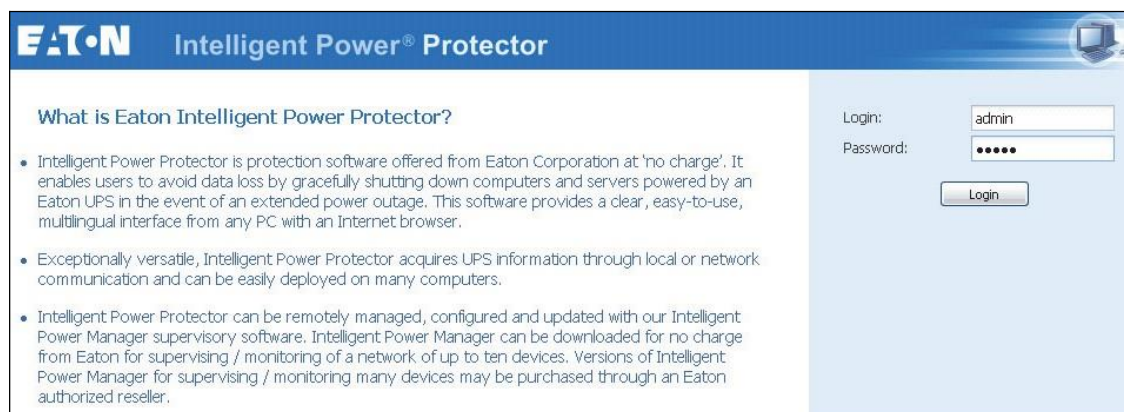 EATON Intelligent Power® Protector
What is Eaton Intelligent Power Protector?
• Intelligent Power Protector is protection software offered from Eaton Corporation at 'no charge'. It
enables users to avoid data loss by gracefully shutting down computers and servers powered by an
Eaton UPS in the event of an extended power outage. This software provides a clear, easy-to-use,
multilingual interface from any PC with an Internet browser.
• Exceptionally versatile, Intelligent Power Protector acquires UPS information through local or network
communication and can be easily deployed on many computers.
• Intelligent Power Protector can be remotely managed, configured and updated with our Intelligent
Power Manager supervisory software. Intelligent Power Manager can be downloaded for no charge
from Eaton for supervising / monitoring of a network of up to ten devices. Versions of Intelligent
Power Manager for supervising / monitoring many devices may be purchased through an Eaton
authorized reseller.
Login: admin
Password: •••••
Login